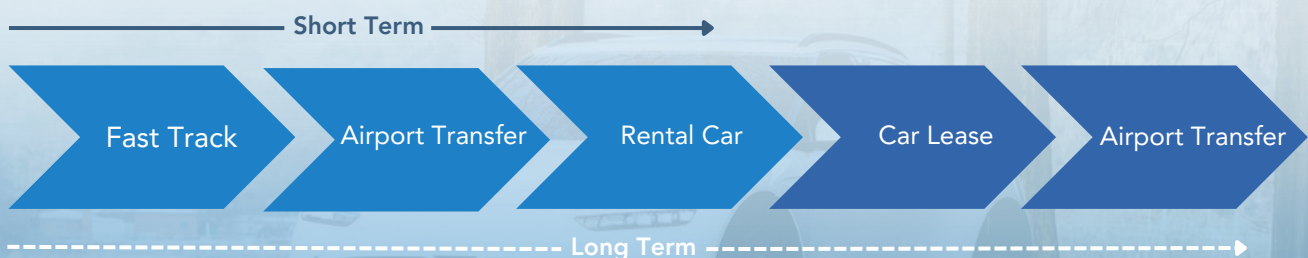 Short Term
Fast Track
Airport Transfer
Rental Car
Car Lease
Airport Transfer
Long Term